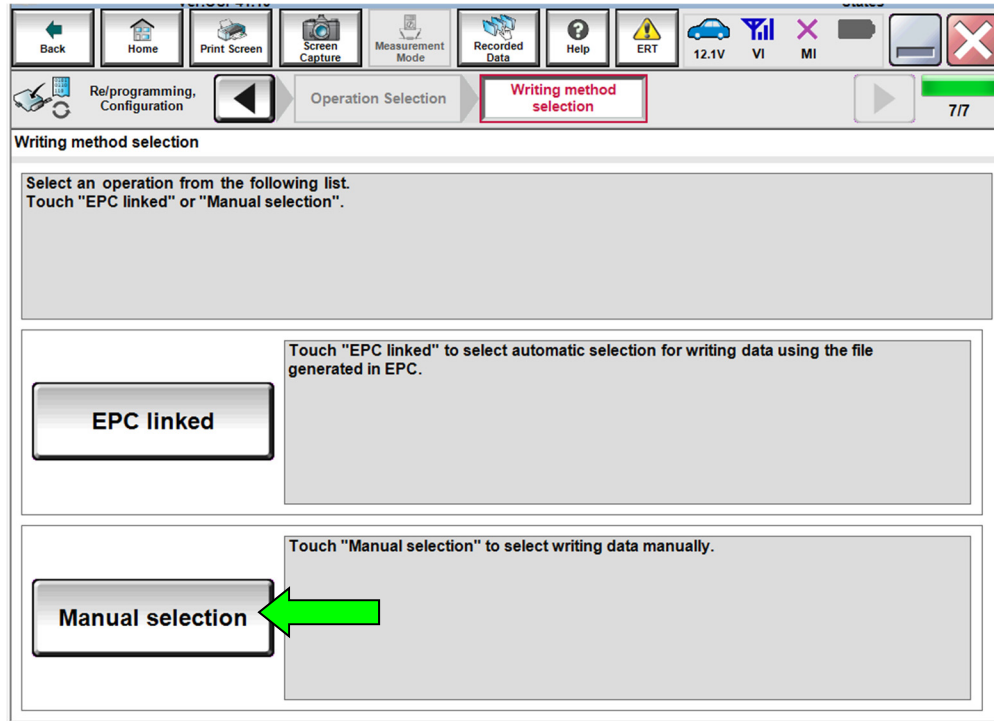 Back
Home
Print Screen
Screen
Capture
Measurement
Mode
Recorded
Data
Help
ERT
12.1V
VI
MI
Re/programming,
Configuration
Operation Selection
Writing method
selection
7/7
Writing method selection
Select an operation from the following list.
Touch "EPC linked" or "Manual selection".
EPC linked
Touch "EPC linked" to select automatic selection for writing data using the file
generated in EPC.
Manual selection
Touch "Manual selection" to select writing data manually.